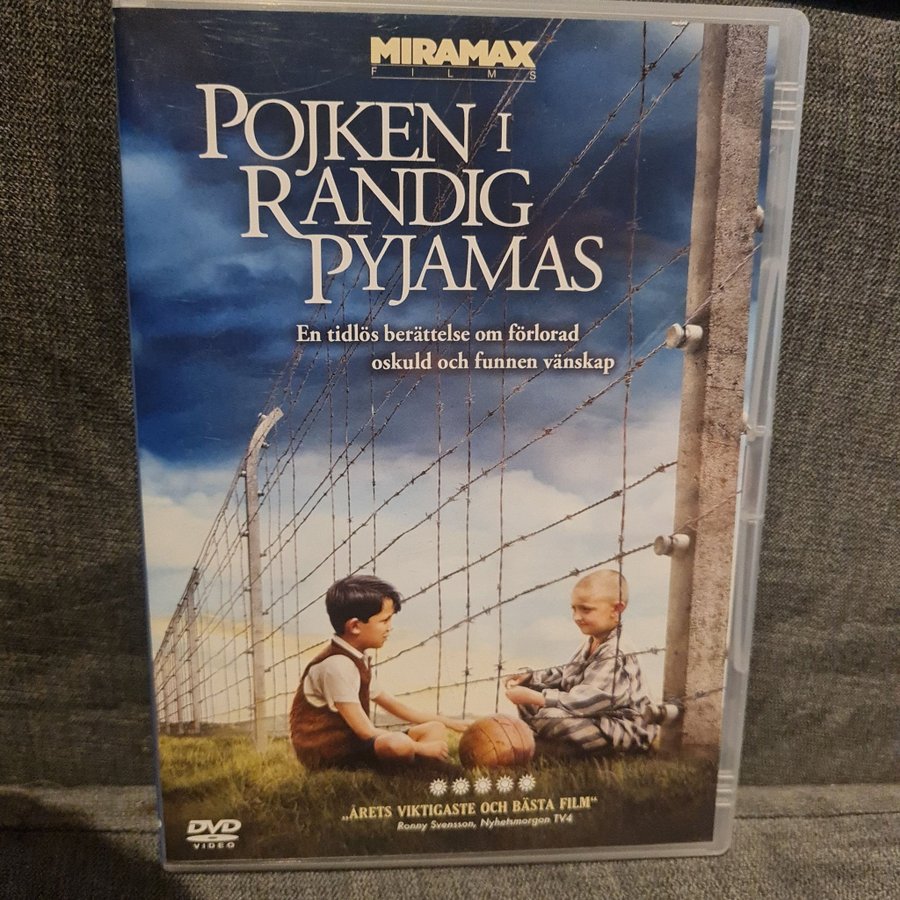 MIRAMAX
FILMS
POJKEN I
RANDIG
PYJAMAS
En tidlös berättelse om förlorad
oskuld och funnen vänskap
„ÅRETS VIKTIGASTE OCH BÄSTA FILM“
Ronny Svensson, Nyhetsmorgon TV4
DVD
VIDEO